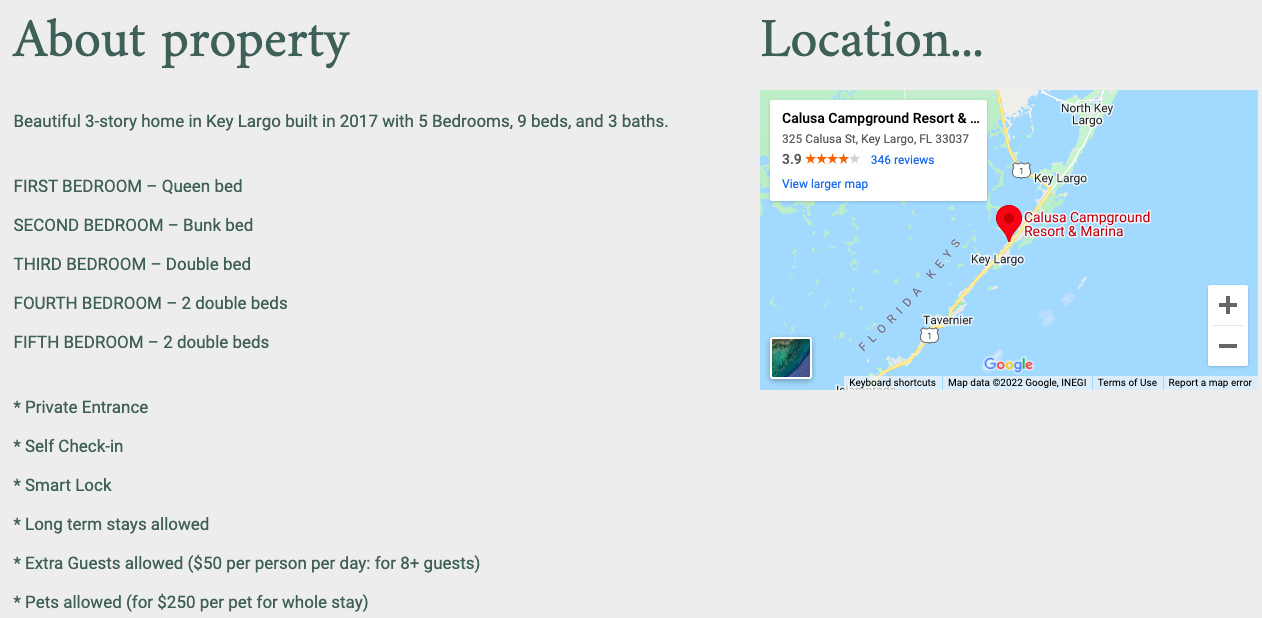 About property
Beautiful 3-story home in Key Largo built in 2017 with 5 Bedrooms, 9 beds, and 3 baths.
FIRST BEDROOM – Queen bed
SECOND BEDROOM – Bunk bed
THIRD BEDROOM – Double bed
FOURTH BEDROOM – 2 double beds
FIFTH BEDROOM – 2 double beds
* Private Entrance
* Self Check-in
* Smart Lock
* Long term stays allowed
* Extra Guests allowed ($50 per person per day: for 8+ guests)
* Pets allowed (for $250 per pet for whole stay)
Location...
Calusa Campground Resort & ...
325 Calusa St, Key Largo, FL 33037
3.9 346 reviews
View larger map
North Key
Largo
1
Key Largo
Calusa Campground
Resort & Marina
Key Largo
FLORIDA KEYS
Tavernier
1
Google
Keyboard shortcuts Map data ©2022 Google, INEGI Terms of Use Report a map error